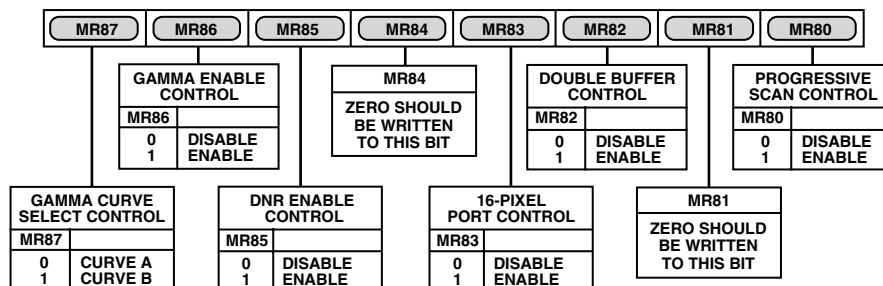 MR87 MR86 MR85 MR84 MR83 MR82 MR81 MR80
GAMMA ENABLE
CONTROL
MR86
0 DISABLE
1 ENABLE
MR84
ZERO SHOULD
BE WRITTEN
TO THIS BIT
DOUBLE BUFFER
CONTROL
MR82
0 DISABLE
1 ENABLE
PROGRESSIVE
SCAN CONTROL
MR80
0 DISABLE
1 ENABLE
GAMMA CURVE
SELECT CONTROL
MR87
0 CURVE A
1 CURVE B
DNR ENABLE
CONTROL
MR85
0 DISABLE
1 ENABLE
16-PIXEL
PORT CONTROL
MR83
0 DISABLE
1 ENABLE
MR81
ZERO SHOULD
BE WRITTEN
TO THIS BIT